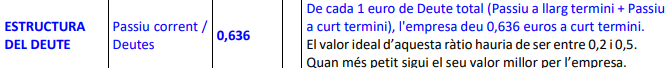 De cada 1 euro de Deute total (Passiu a llarg termini + Passiu
ESTRUCTURA Passiu corrent / 0,636 a curt termini), l'empresa deu 0,636 euros a curt termini.
DEL DEUTE Deutes El valor ideal d'aquesta ràtio hauria de ser entre 0,2 i 0,5.
Quan més petit sigui el seu valor millor per l'empresa.